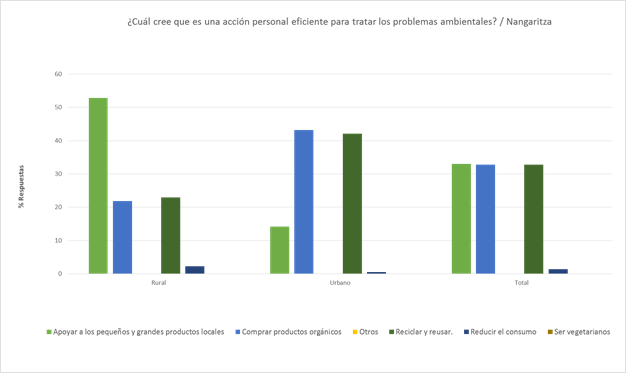 ¿Cuál cree que es una acción personal eficiente para tratar los problemas ambientales? / Nangaritza
60
50
40
30
20
10
0
% Respuestas
Rural Urbano Total
Apoyar a los pequeños y grandes productos locales Comprar productos orgánicos Otros Reciclar y reusar. Reducir el consumo Ser vegetarianos